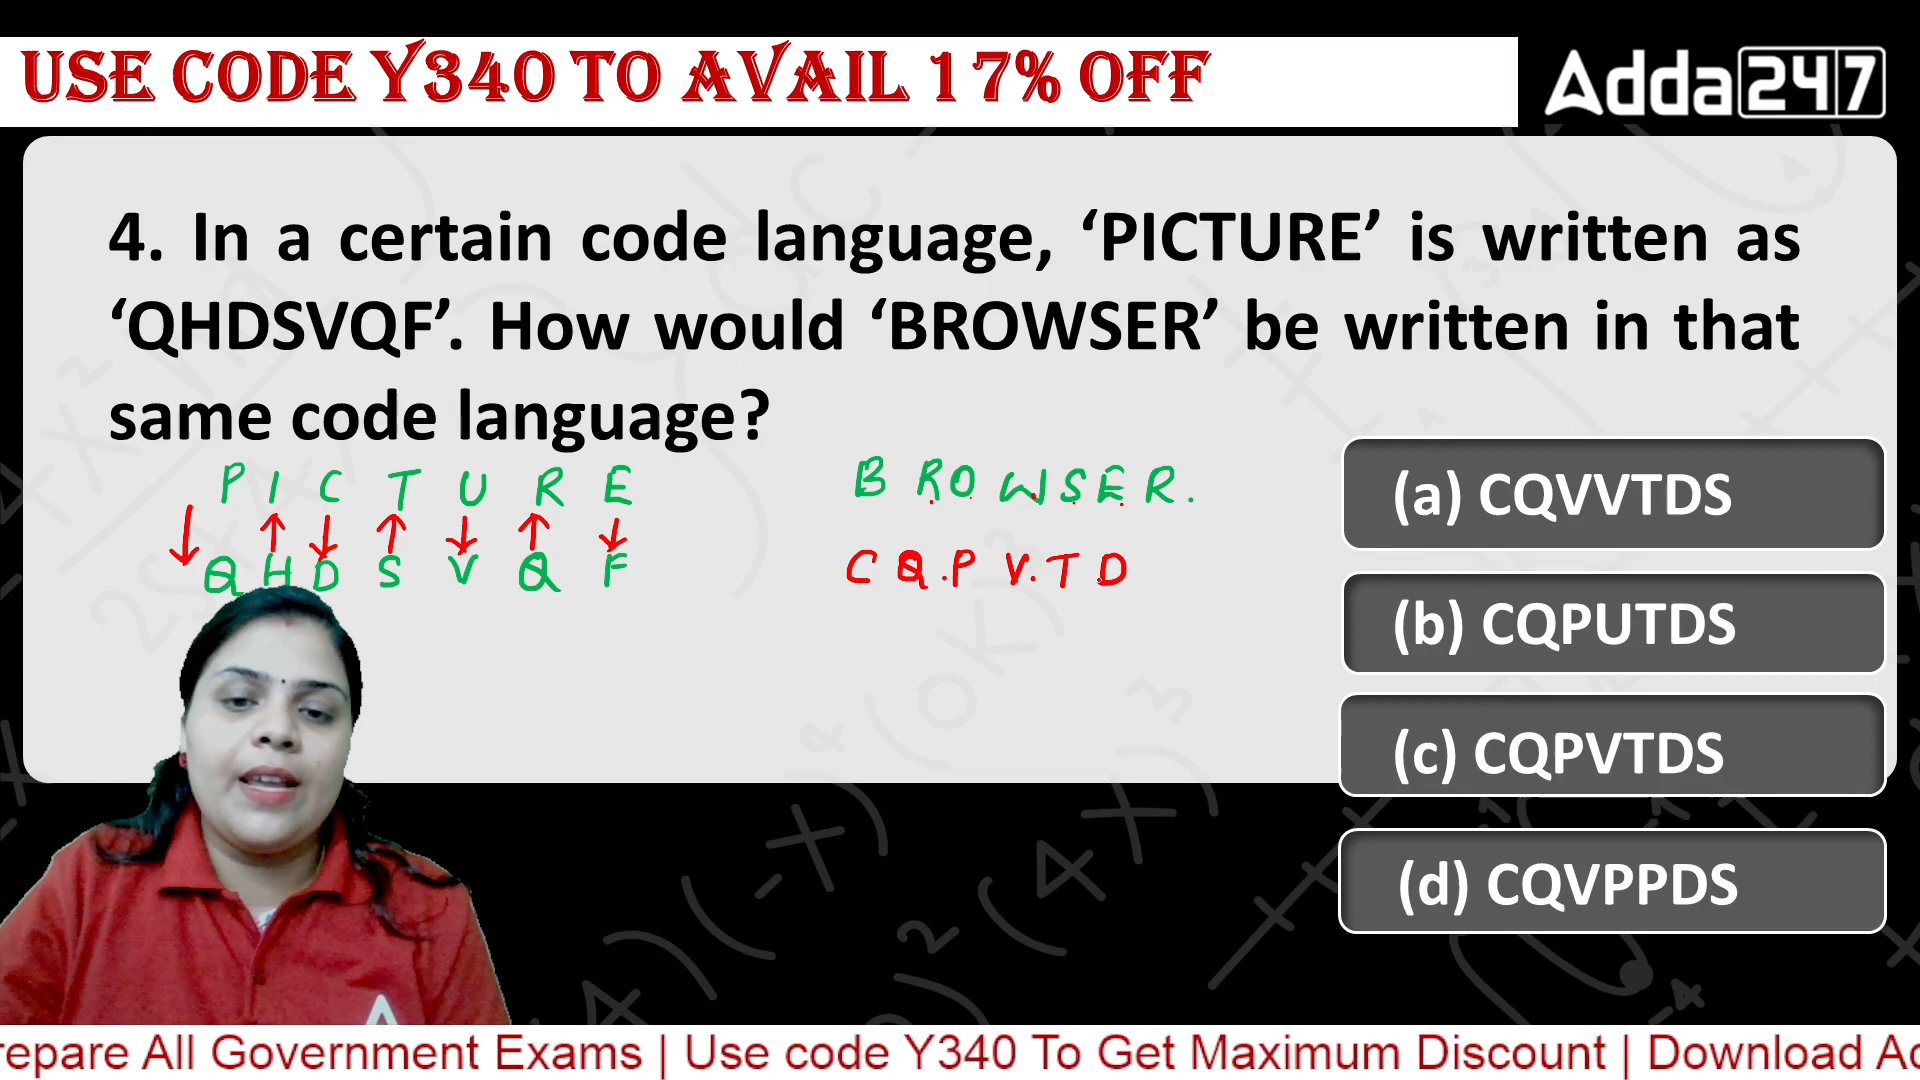 USE CODE Y340 TO AVAIL 17% OFF
Adda247
4. In a certain code language, ‘PICTURE’ is written as
‘QHDSVQF’. How would ‘BROWSER’ be written in that
same code language?
P I C T U R E
Q H D S V Q F
B R O W S E R.
C Q.P V.T D
(a) CQVVTDS
(b) CQPUTDS
(c) CQPVTDS
(d) CQVPPDS
repare All Government Exams | Use code Y340 To Get Maximum Discount | Download Ad